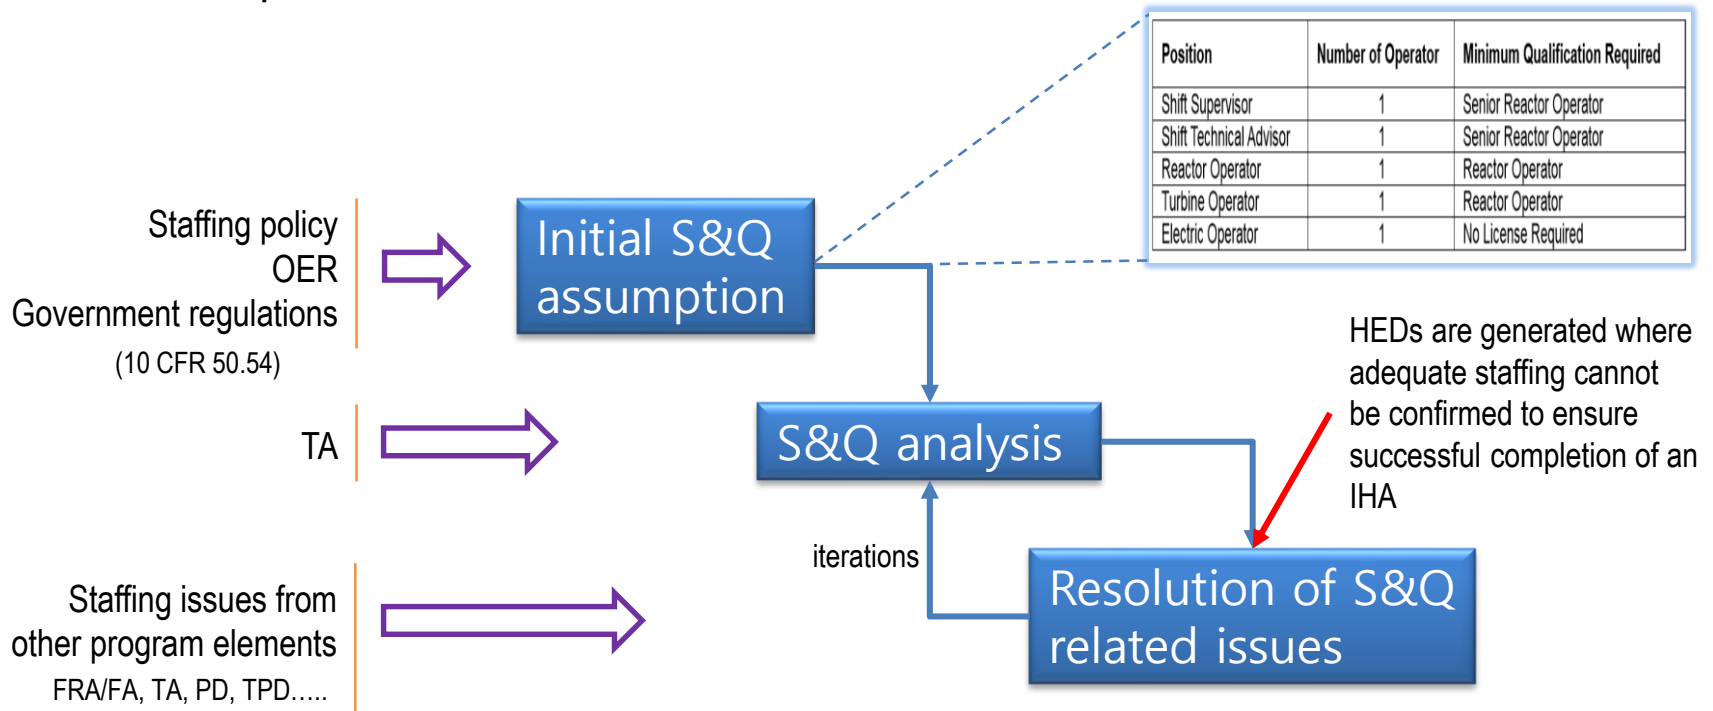 Position Number of Operator Minimum Qualification Required
Shift Supervisor 1 Senior Reactor Operator
Shift Technical Advisor 1 Senior Reactor Operator
Reactor Operator 1 Reactor Operator
Turbine Operator 1 Reactor Operator
Electric Operator 1 No License Required
Staffing policy
OER
Government regulations
(10 CFR 50.54)
Initial S&Q
assumption
HEDs are generated where
adequate staffing cannot
be confirmed to ensure
successful completion of an
IHA
TA
S&Q analysis
iterations
Staffing issues from
other program elements
FRA/FA, TA, PD, TPD…..
Resolution of S&Q
related issues